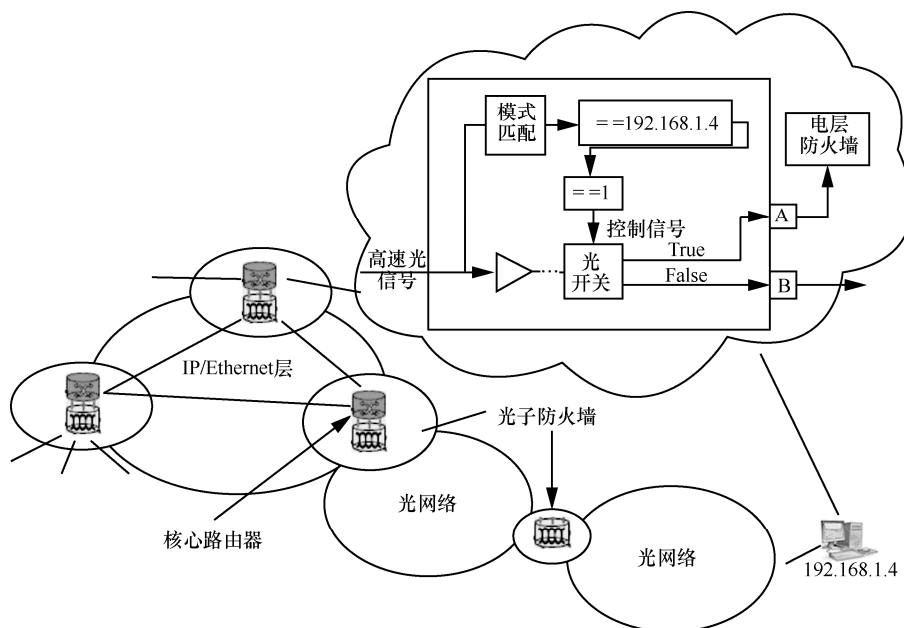 模式
匹配
= =192.168.1.4
电层
防火墙
= =1
控制信号
A
高速光
信号
光
开关
True
False
B
IP/Ethernet层
光子防火墙
光网络
核心路由器
光网络
192.168.1.4